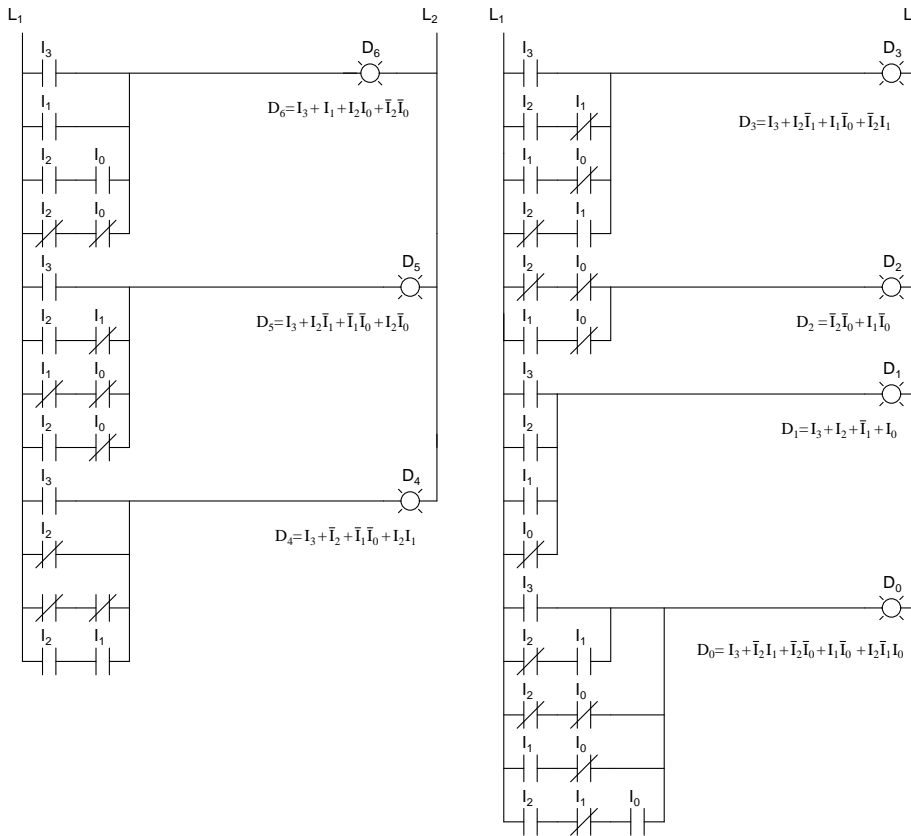 L₁ L₂
I₃ D₆
D₆=I₃ + I₁ + I₂I₀ + Ī₂Ī₀
I₁
I₂ I₀
I₂ I₀
I₃ D₅
D₅=I₃ + I₂Ī₁ + Ī₁Ī₀ + I₂Ī₀
I₂ I₁
I₁ I₀
I₂ I₀
I₃ D₄
D₄=I₃ + Ī₂ + Ī₁Ī₀ + I₂I₁
I₂
I₂ I₁
L₁ L
I₃ D₃
D₃=I₃ + I₂Ī₁ + I₁Ī₀ + Ī₂I₁
I₂ I₁
I₁ I₀
I₂ I₁
I₂ I₀ D₂
D₂ =Ī₂Ī₀ + I₁Ī₀
I₁ I₀
I₃ D₁
D₁=I₃ + I₂ + Ī₁ + I₀
I₂
I₁
I₀
I₃ D₀
D₀= I₃ + Ī₂I₁ + Ī₂Ī₀ + I₁Ī₀ + I₂Ī₁I₀
I₂ I₁
I₂ I₀
I₁ I₀
I₂ I₁ I₀